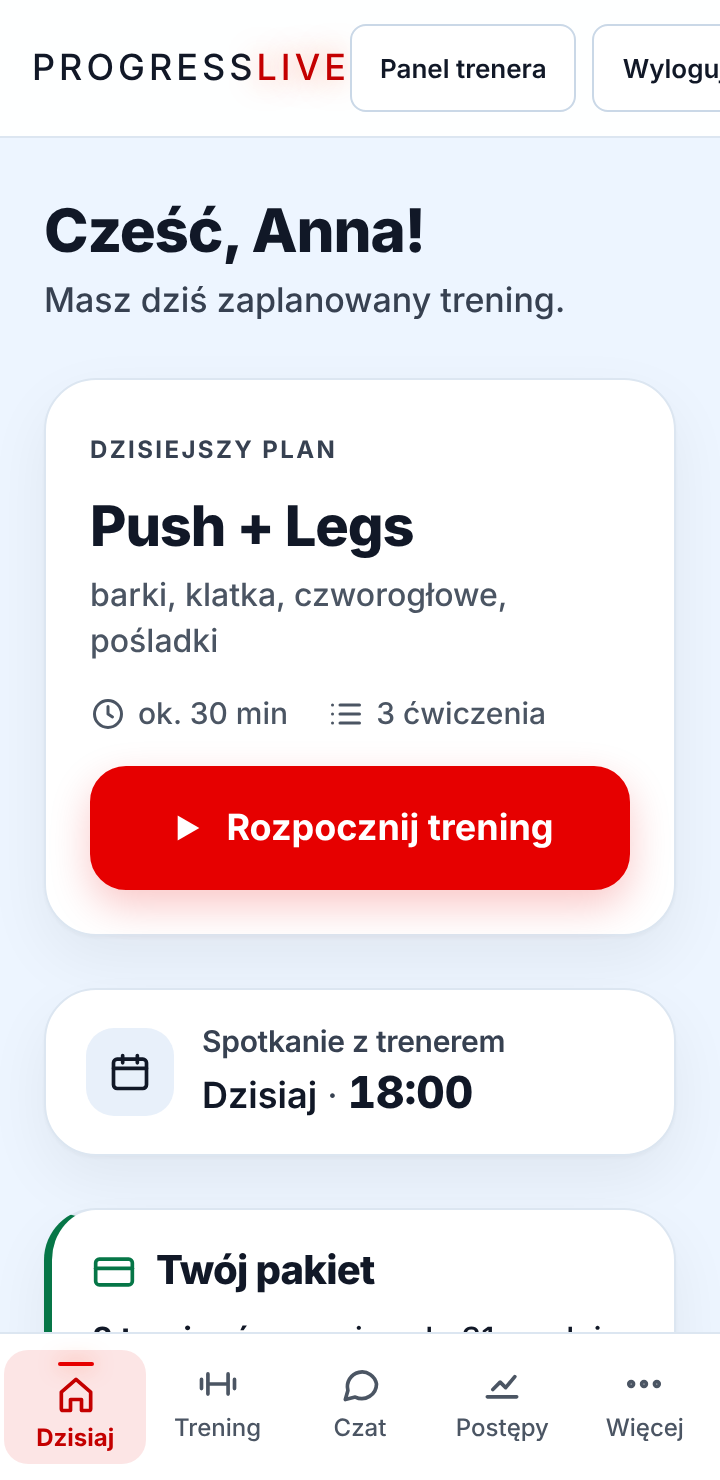 PROGRESSLIVE
Panel trenera
Cześć, Anna!
Masz dziś zaplanowany trening.
DZISIEJSZY PLAN
Push + Legs
barki, klatka, czworogłowe,
pośladki
ok. 30 min
3 ćwiczenia
Rozpocznij trening
Spotkanie z trenerem
Dzisiaj · 18:00
Twój pakiet
Dzisiaj
Trening
Czat
Postępy
Więcej